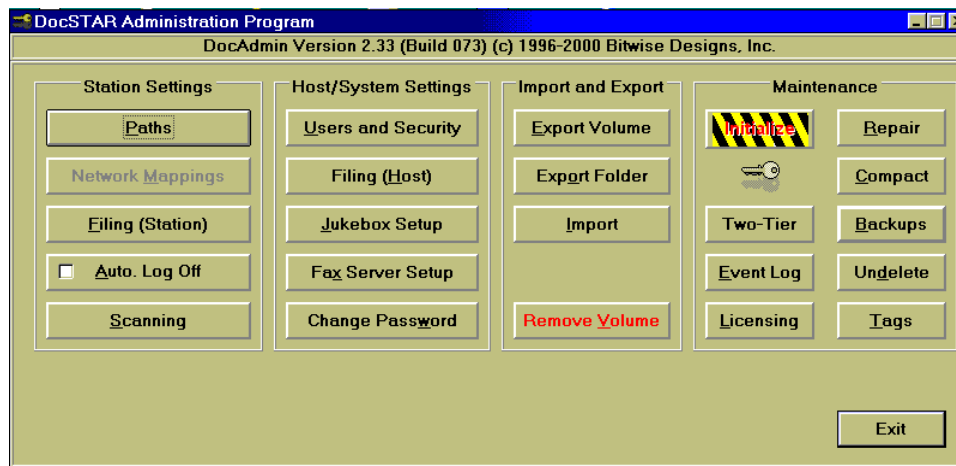 DocSTAR Administration Program
DocAdmin Version 2.33 (Build 073) (c) 1996-2000 Bitwise Designs, Inc.
Station Settings
Paths
Network Mappings
Filing (Station)
Auto. Log Off
Scanning
Host/System Settings
Users and Security
Filing (Host)
Jukebox Setup
Fax Server Setup
Change Password
Import and Export
Export Volume
Export Folder
Import
Remove Volume
Maintenance
Initialize
Repair
Compact
Two-Tier
Backups
Event Log
Undelete
Licensing
Tags
Exit